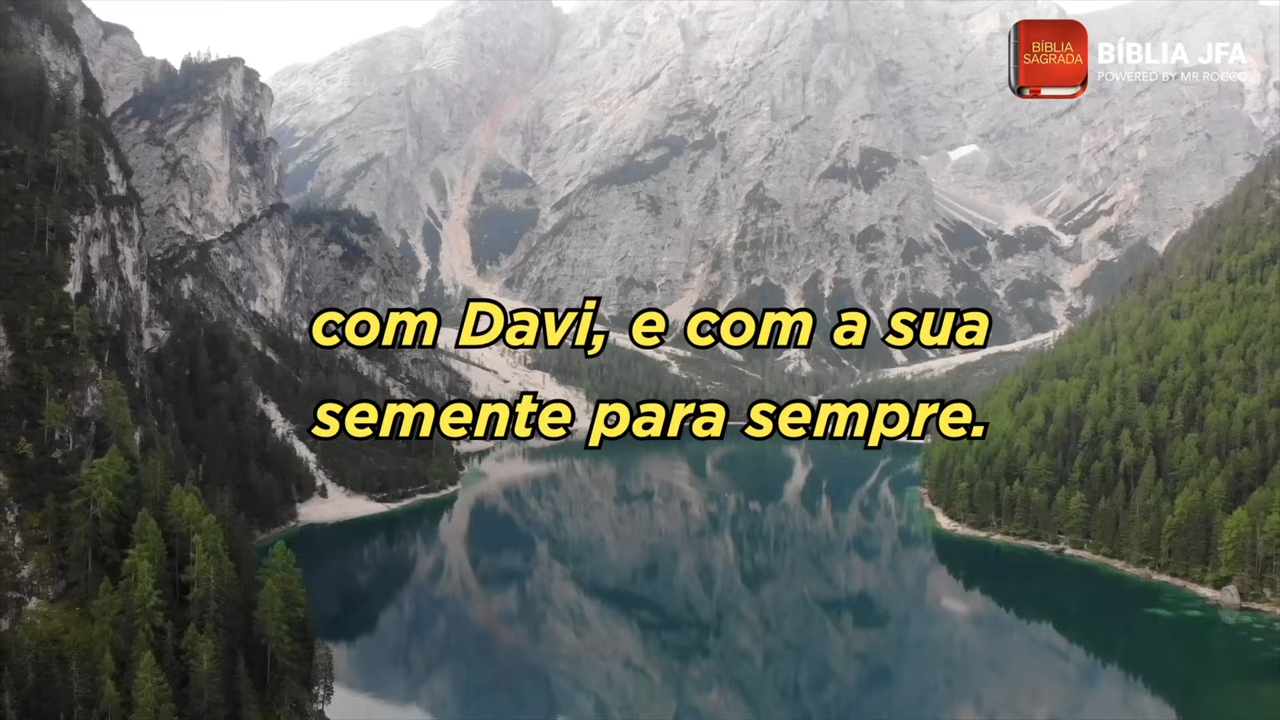 BÍBLIA
SAGRADA
BÍBLIA JFA
POWERED BY MR ROCCO
com Davi, e com a sua
semente para sempre.